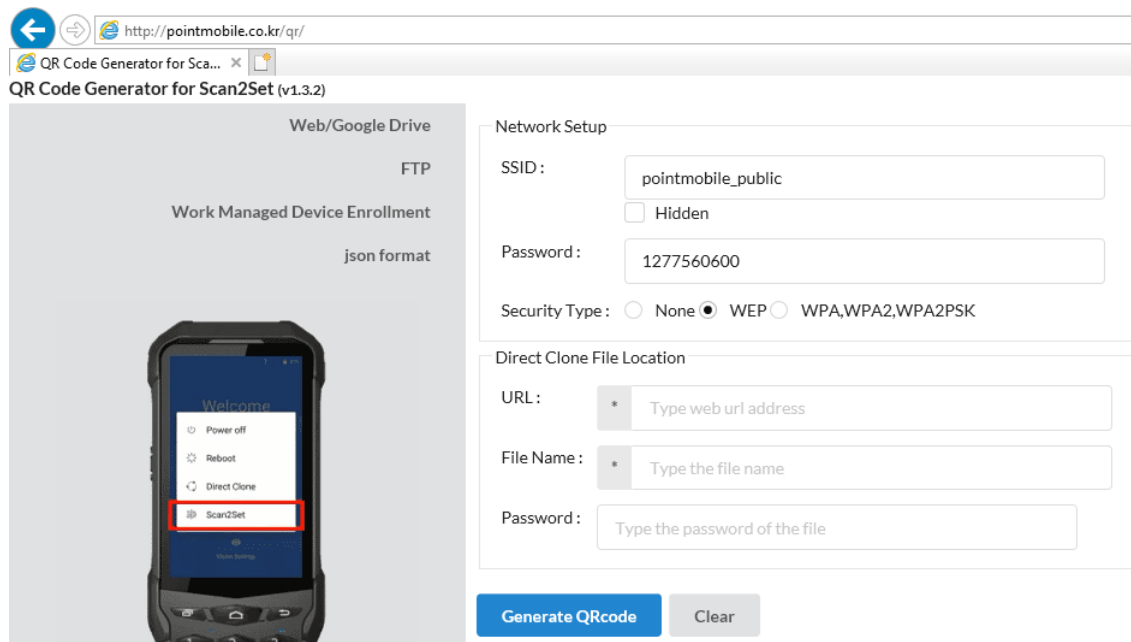 http://pointmobile.co.kr/qr/
QR Code Generator for Sca...
QR Code Generator for Scan2Set (v1.3.2)
Web/Google Drive
FTP
Work Managed Device Enrollment
json format
Welcome
Power off
Reboot
Direct Clone
Scan2Set
Network Setup
SSID :
pointmobile_public
Hidden
Password :
1277560600
Security Type : None WEP WPA,WPA2,WPA2PSK
Direct Clone File Location
URL :
* Type web url address
File Name :
* Type the file name
Password :
Type the password of the file
Generate QRcode Clear